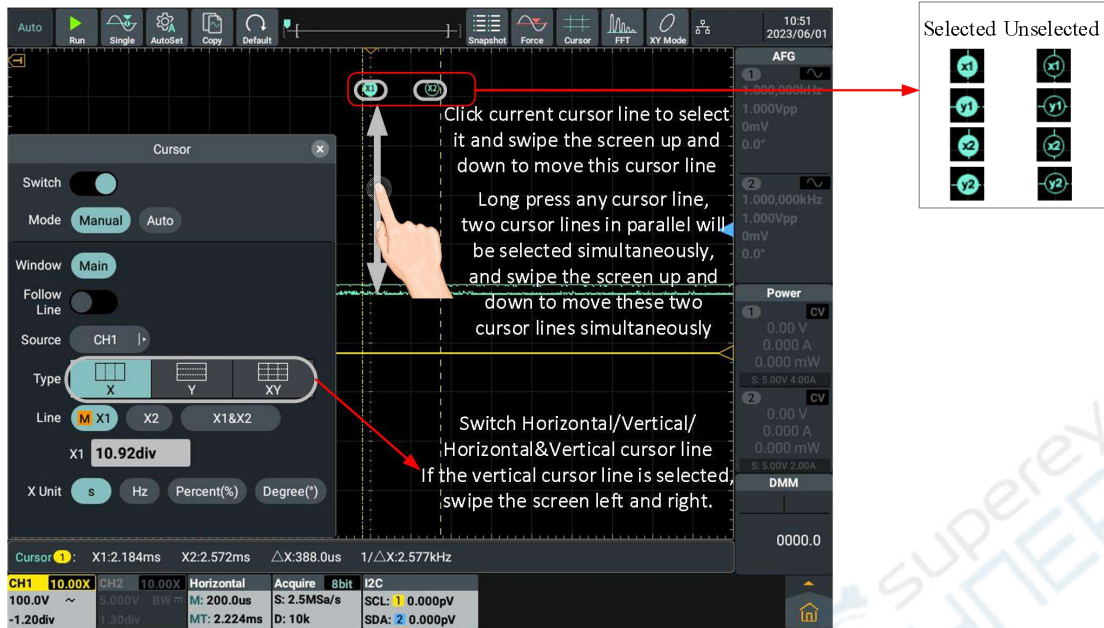 Auto
Run
Single
AutoSet
Copy
Default
Snapshot
Force
Cursor
FFT
XY Mode
10:51
2023/06/01
Selected Unselected
x1 x1
y1 y1
x2 x2
y2 y2
X1 X2
Click current cursor line to select
it and swipe the screen up and
down to move this cursor line
Long press any cursor line,
two cursor lines in parallel will
be selected simultaneously,
and swipe the screen up and
down to move these two
cursor lines simultaneously
Cursor x
Switch
Mode Manual Auto
Window Main
Follow
Line
Source CH1
Type X Y XY
Line M X1 X2 X1&X2
X1 10.92div
X Unit s Hz Percent(%) Degree(°)
Switch Horizontal/Vertical/
Horizontal&Vertical cursor line
If the vertical cursor line is selected,
swipe the screen left and right.
AFG
1
1.000,000kHz
1.000Vpp
0mV
0.0°
2
1.000,000kHz
1.000Vpp
0mV
0.0°
Power
1 CV
0.00 V
0.000 A
0.000 mW
S: 5.00V 4.00A
2 CV
0.00 V
0.000 A
0.000 mW
S: 5.00V 2.00A
DMM
0000.0
Cursor 1 : X1:2.184ms X2:2.572ms △X:388.0us 1/△X:2.577kHz
CH1 10.00X CH2 10.00X Horizontal Acquire 8bit I2C
100.0V ~ 5.000V BW M: 200.0us S: 2.5MSa/s SCL: 1 0.000pV
-1.20div 1.30div MT: 2.224ms D: 10k SDA: 2 0.000pV
superey